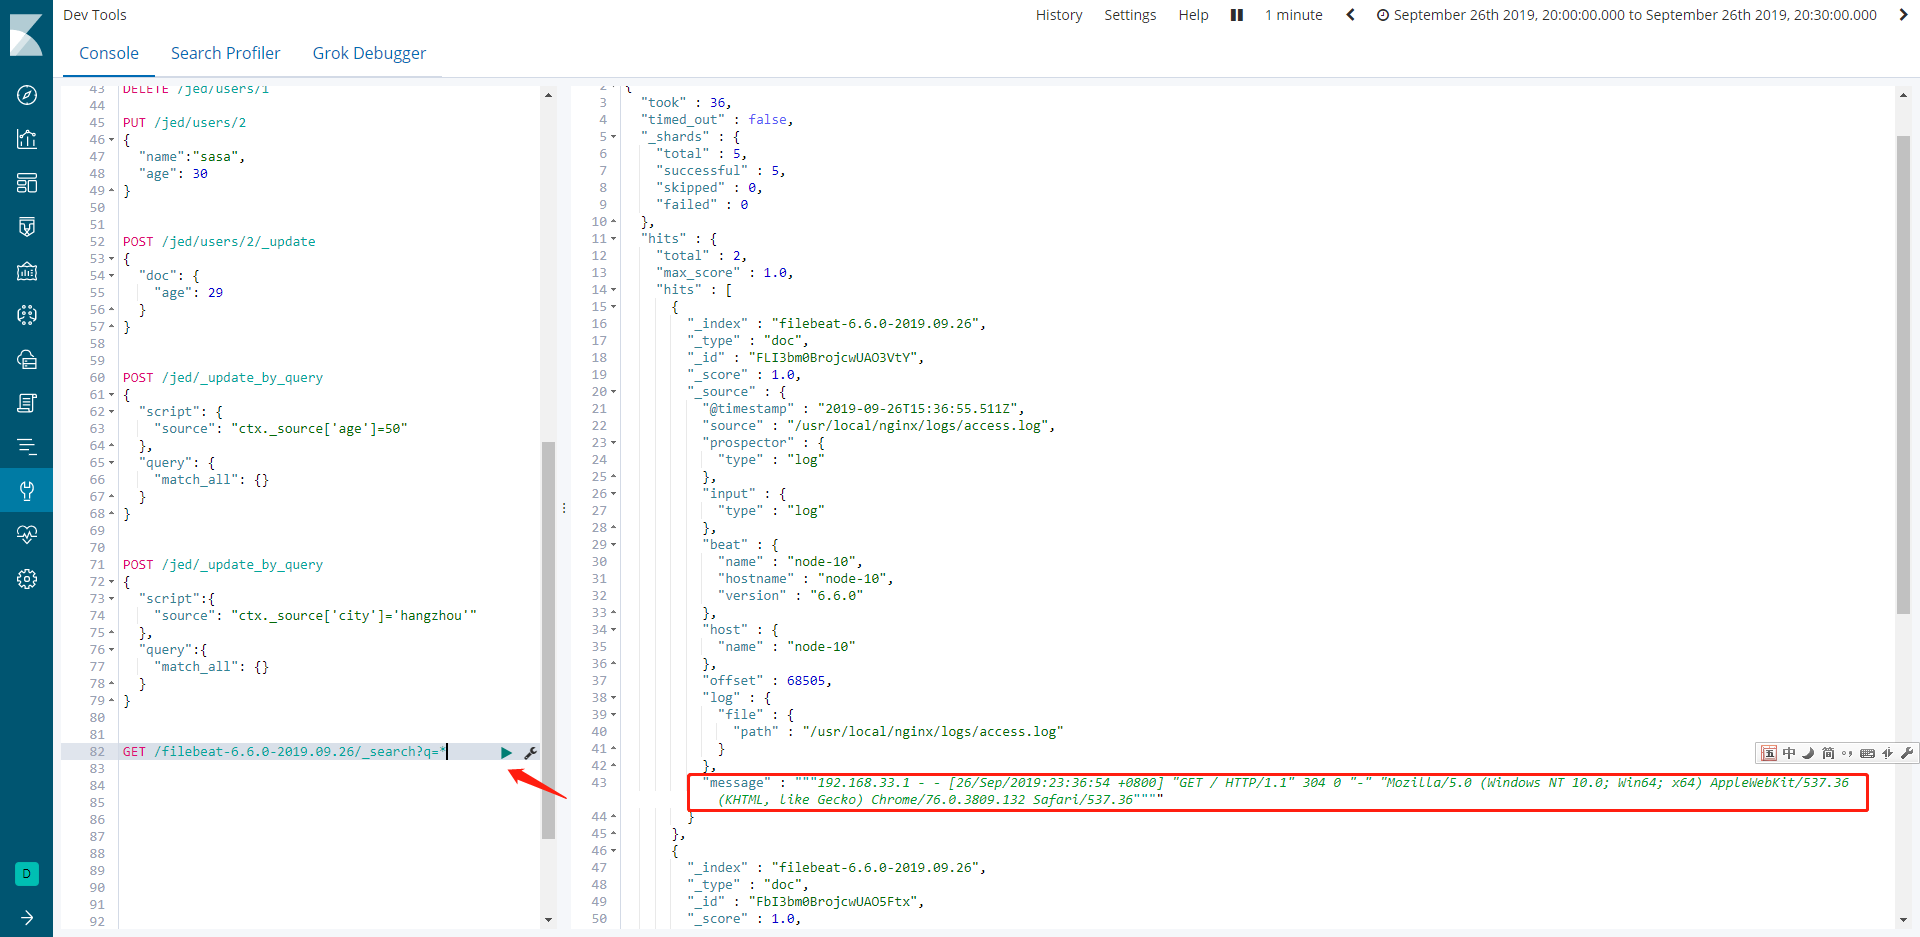 Dev Tools
History Settings Help 1 minute September 26th 2019, 20:00:00.000 to September 26th 2019, 20:30:00.000
Console Search Profiler Grok Debugger
43 DELETE /jed/users/1
44
45 PUT /jed/users/2
46 {
47 "name":"sasa",
48 "age": 30
49 }
50
51
52 POST /jed/users/2/_update
53 {
54 "doc": {
55 "age": 29
56 }
57 }
58
59
60 POST /jed/_update_by_query
61 {
62 "script": {
63 "source": "ctx._source['age']=50"
64 },
65 "query": {
66 "match_all": {}
67 }
68 }
69
70
71 POST /jed/_update_by_query
72 {
73 "script":{
74 "source": "ctx._source['city']='hangzhou'"
75 },
76 "query":{
77 "match_all": {}
78 }
79 }
80
81
82 GET /filebeat-6.6.0-2019.09.26/_search?q=*
83
84
85
86
87
88
89
90
91
92
D
2 {
3 "took" : 36,
4 "timed_out" : false,
5 "_shards" : {
6 "total" : 5,
7 "successful" : 5,
8 "skipped" : 0,
9 "failed" : 0
10 },
11 "hits" : {
12 "total" : 2,
13 "max_score" : 1.0,
14 "hits" : [
15 {
16 "_index" : "filebeat-6.6.0-2019.09.26",
17 "_type" : "doc",
18 "_id" : "FLI3bm0BrojcwUAO3VtY",
19 "_score" : 1.0,
20 "_source" : {
21 "@timestamp" : "2019-09-26T15:36:55.511Z",
22 "source" : "/usr/local/nginx/logs/access.log",
23 "prospector" : {
24 "type" : "log"
25 },
26 "input" : {
27 "type" : "log"
28 },
29 "beat" : {
30 "name" : "node-10",
31 "hostname" : "node-10",
32 "version" : "6.6.0"
33 },
34 "host" : {
35 "name" : "node-10"
36 },
37 "offset" : 68505,
38 "log" : {
39 "file" : {
40 "path" : "/usr/local/nginx/logs/access.log"
41 }
42 },
43 "message" : """192.168.33.1 - - [26/Sep/2019:23:36:54 +0800] "GET / HTTP/1.1" 304 0 "-" "Mozilla/5.0 (Windows NT 10.0; Win64; x64) AppleWebKit/537.36
(KHTML, like Gecko) Chrome/76.0.3809.132 Safari/537.36""""
44 }
45 },
46 {
47 "_index" : "filebeat-6.6.0-2019.09.26",
48 "_type" : "doc",
49 "_id" : "FbI3bm0BrojcwUAO5Ftx",
50 "_score" : 1.0,
五 中 简